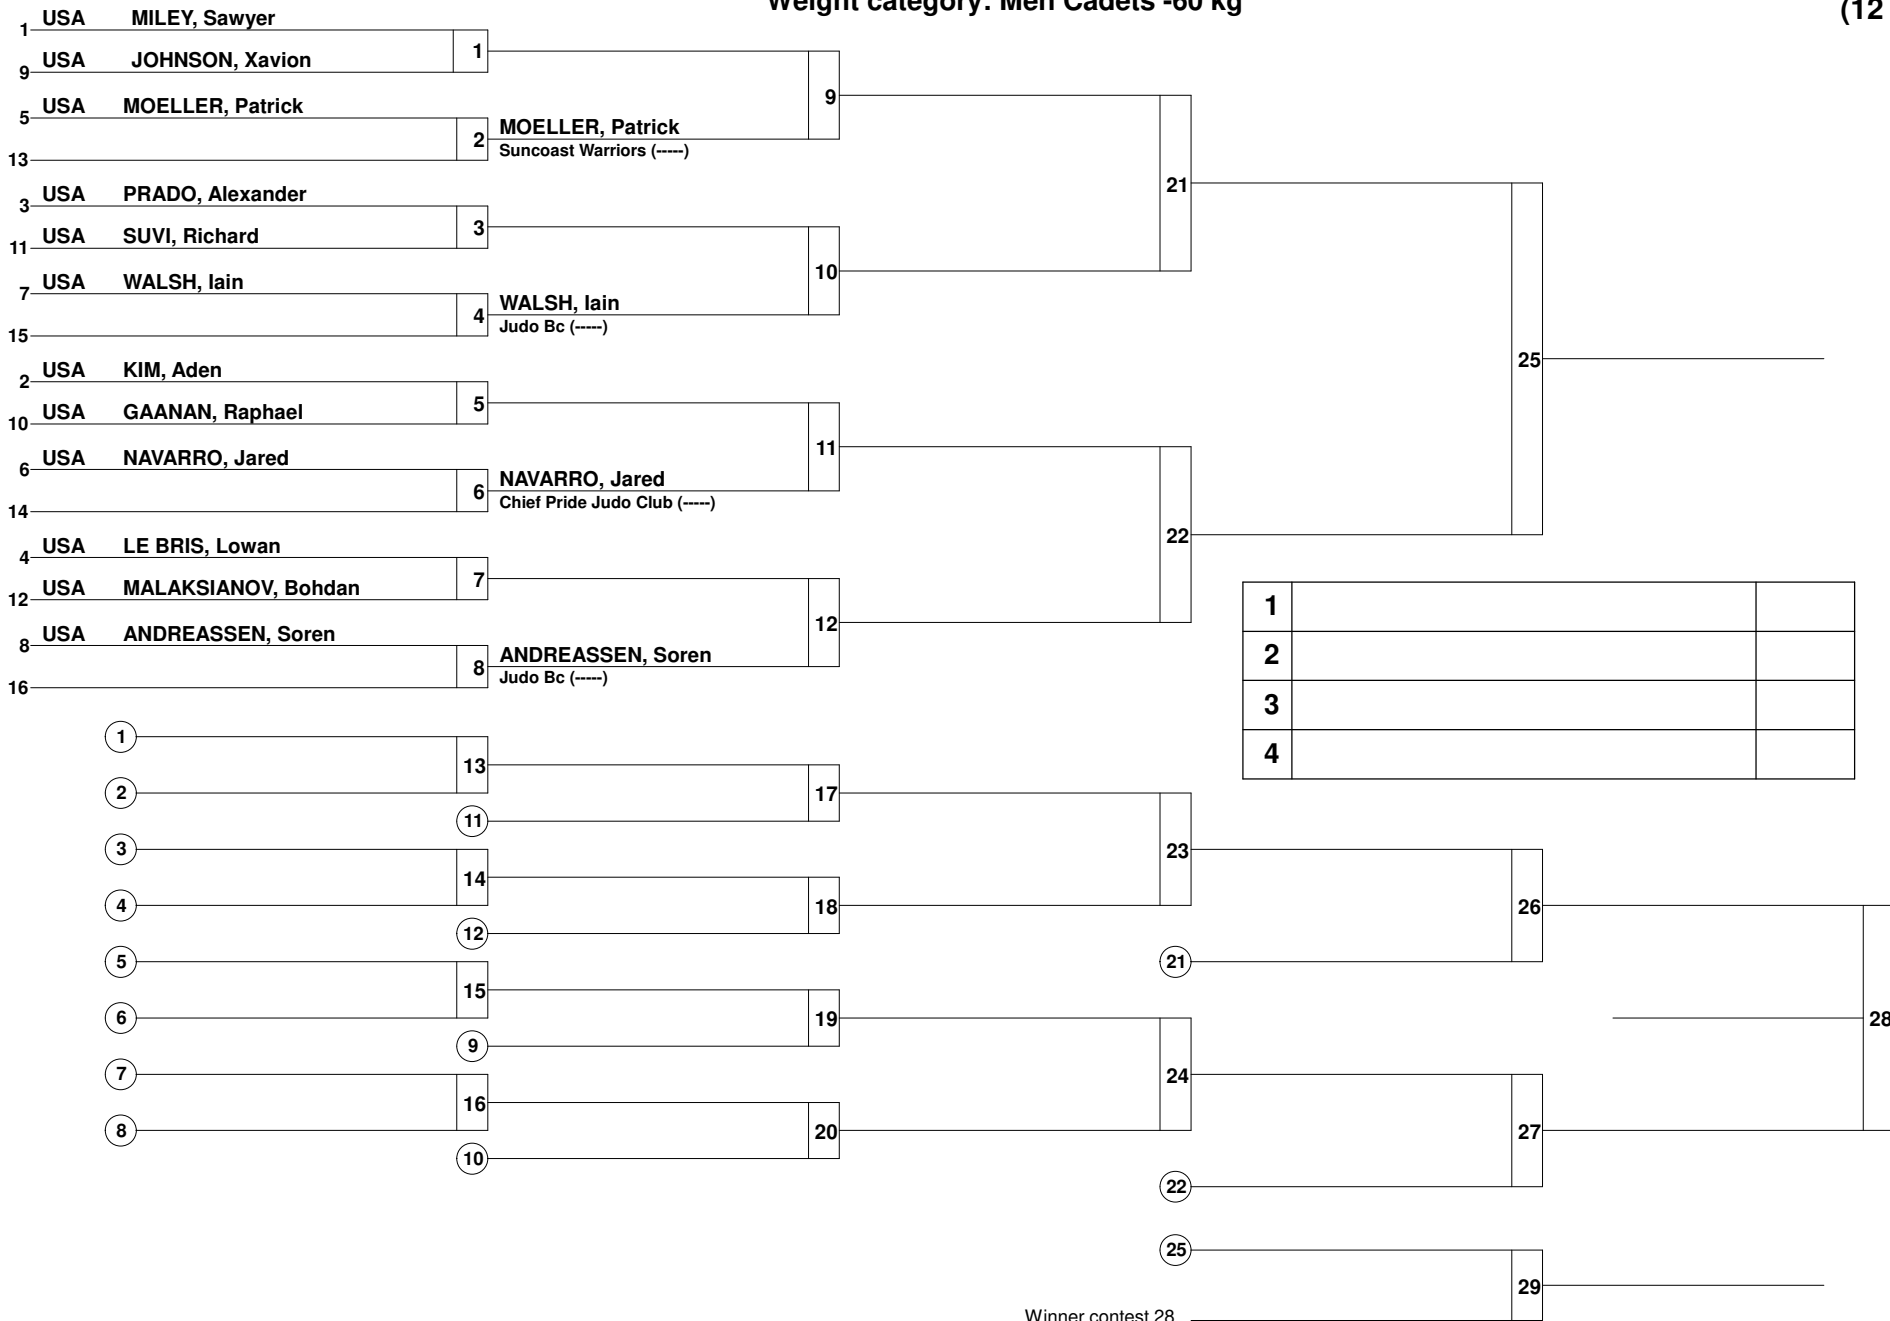 Weight category: Men Cadets -60 kg
(12
1 USA MILEY, Sawyer
1
9 USA JOHNSON, Xavion
9
5 USA MOELLER, Patrick
2 MOELLER, Patrick
Suncoast Warriors (-----)
13
21
3 USA PRADO, Alexander
3
11 USA SUVI, Richard
10
7 USA WALSH, Iain
4 WALSH, Iain
Judo Bc (-----)
15
25
2 USA KIM, Aden
5
10 USA GAANAN, Raphael
11
6 USA NAVARRO, Jared
6 NAVARRO, Jared
Chief Pride Judo Club (-----)
14
22
4 USA LE BRIS, Lowan
7
12 USA MALAKSIANOV, Bohdan
12
8 USA ANDREASSEN, Soren
8 ANDREASSEN, Soren
Judo Bc (-----)
16
1
2
3
4
1
13
2
17
11
3
23
14
4
18
12
26
5
21
15
6
19
28
9
7
24
16
8
20
27
10
22
25
29
Winner contest 28